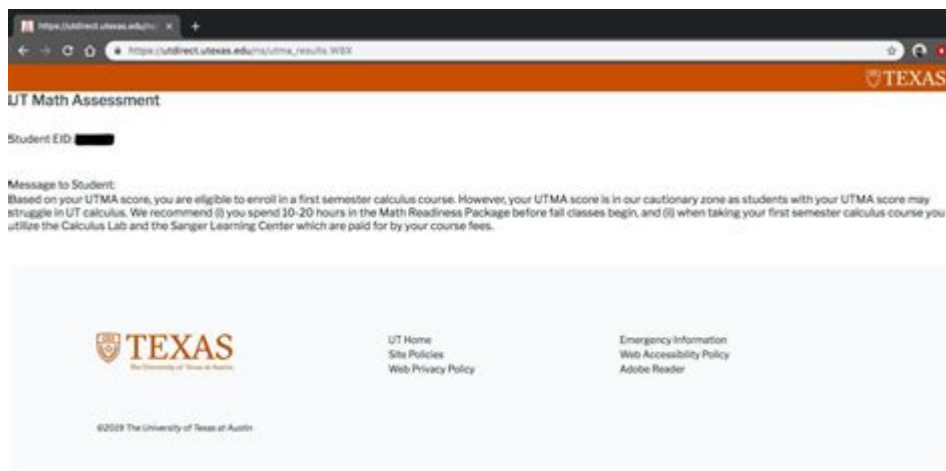 https://utdirect.utexas.edu/ns/utma_results.WBX
TEXAS
UT Math Assessment
Student EID:
Message to Student:
Based on your UTMA score, you are eligible to enroll in a first semester calculus course. However, your UTMA score is in our cautionary zone as students with your UTMA score may
struggle in UT calculus. We recommend (i) you spend 10-20 hours in the Math Readiness Package before fall classes begin, and (ii) when taking your first semester calculus course you
utilize the Calculus Lab and the Sanger Learning Center which are paid for by your course fees.
TEXAS
The University of Texas at Austin
UT Home
Site Policies
Web Privacy Policy
Emergency Information
Web Accessibility Policy
Adobe Reader
©2019 The University of Texas at Austin